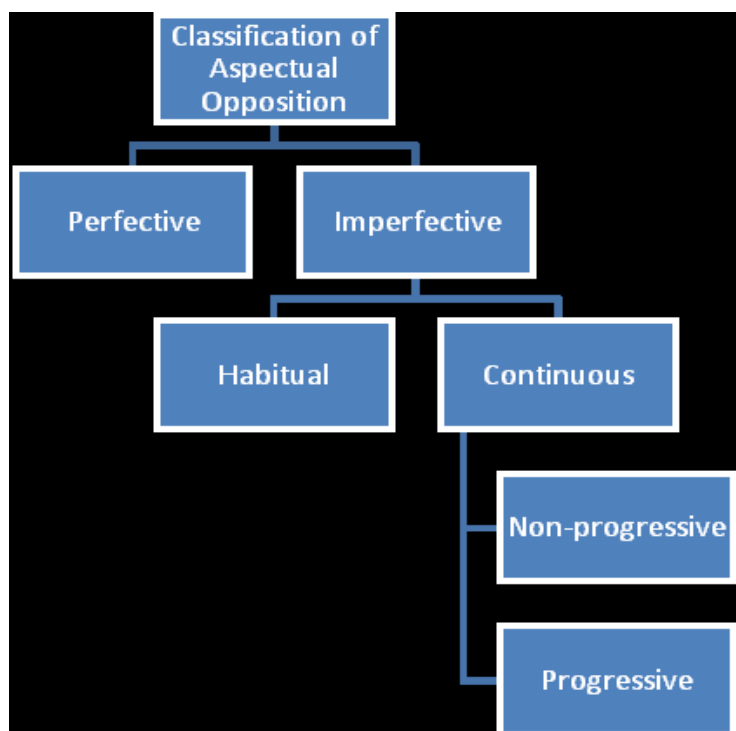 Classification of
Aspectual
Opposition
Perfective
Imperfective
Habitual
Continuous
Non-progressive
Progressive